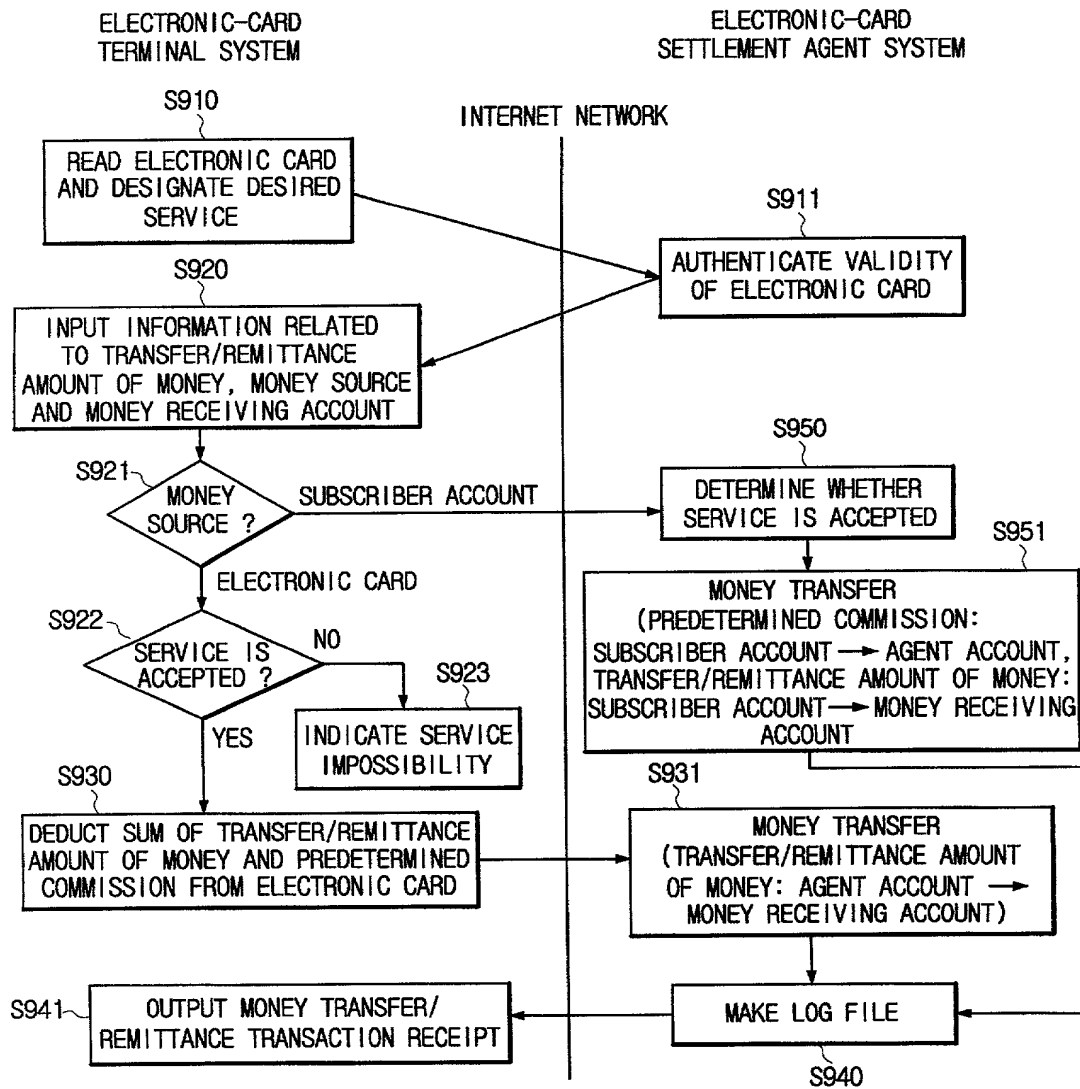 ELECTRONIC-CARD
TERMINAL SYSTEM
ELECTRONIC-CARD
SETTLEMENT AGENT SYSTEM
INTERNET NETWORK
S910
READ ELECTRONIC CARD
AND DESIGNATE DESIRED
SERVICE
S911
AUTHENTICATE VALIDITY
OF ELECTRONIC CARD
S920
INPUT INFORMATION RELATED
TO TRANSFER/REMITTANCE
AMOUNT OF MONEY, MONEY SOURCE
AND MONEY RECEIVING ACCOUNT
S921
MONEY
SOURCE ?
SUBSCRIBER ACCOUNT
ELECTRONIC CARD
S950
DETERMINE WHETHER
SERVICE IS ACCEPTED
S951
MONEY TRANSFER
(PREDETERMINED COMMISSION:
SUBSCRIBER ACCOUNT → AGENT ACCOUNT,
TRANSFER/REMITTANCE AMOUNT OF MONEY:
SUBSCRIBER ACCOUNT → MONEY RECEIVING
ACCOUNT
S922
SERVICE IS
ACCEPTED ?
NO
YES
S923
INDICATE SERVICE
IMPOSSIBILITY
S930
DEDUCT SUM OF TRANSFER/REMITTANCE
AMOUNT OF MONEY AND PREDETERMINED
COMMISSION FROM ELECTRONIC CARD
S931
MONEY TRANSFER
(TRANSFER/REMITTANCE AMOUNT
OF MONEY: AGENT ACCOUNT →
MONEY RECEIVING ACCOUNT)
S941
OUTPUT MONEY TRANSFER/
REMITTANCE TRANSACTION RECEIPT
MAKE LOG FILE
S940